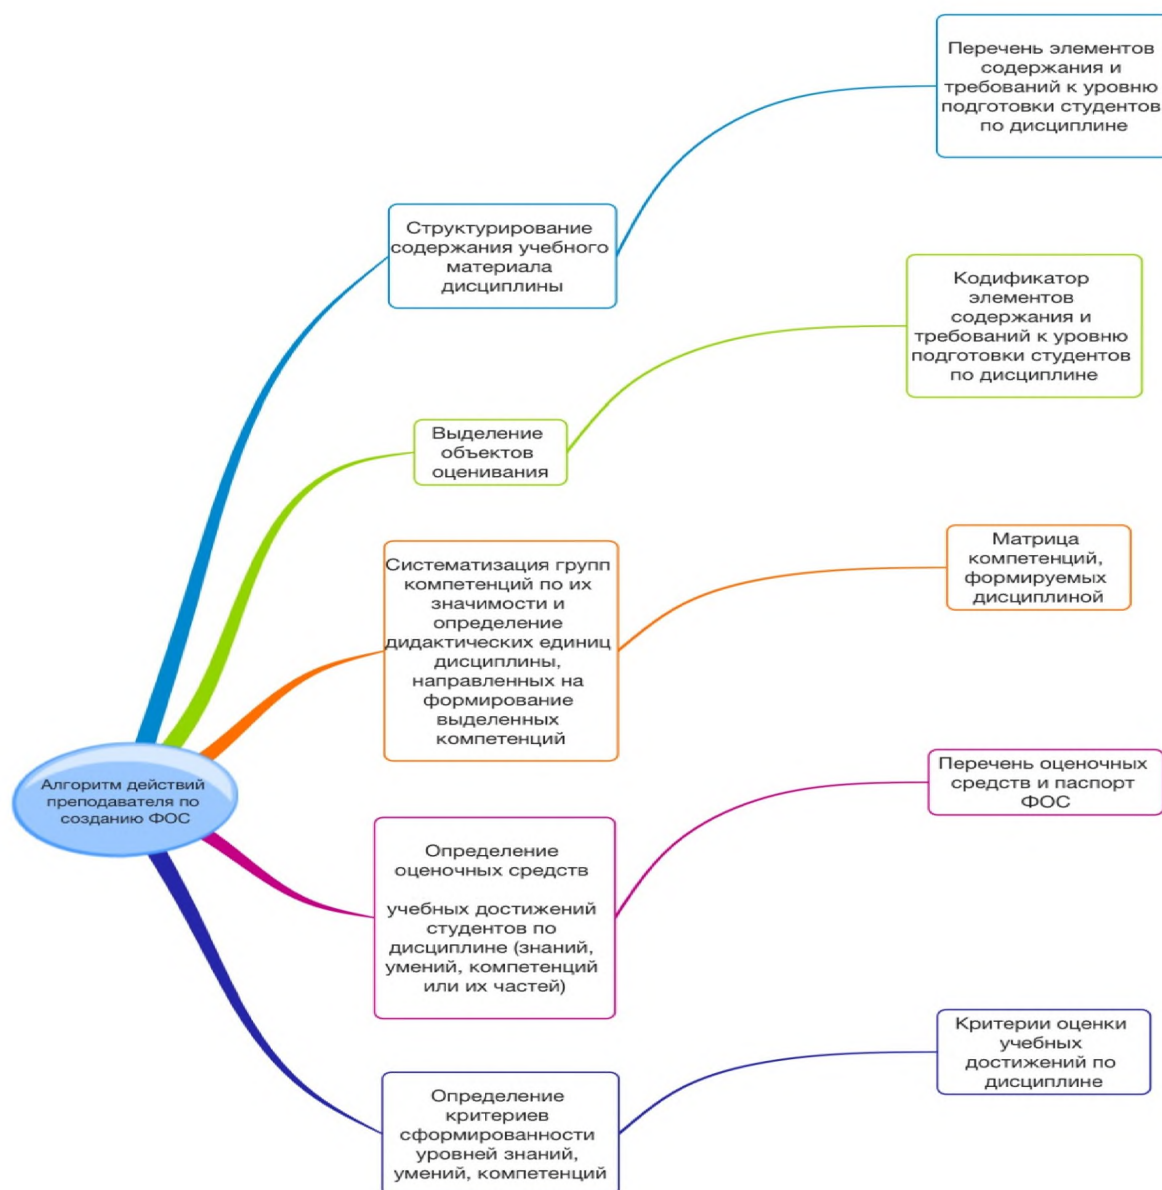 Перечень элементов
содержания и
требований к уровню
подготовки студентов
по дисциплине
Структурирование
содержания учебного
материала
дисциплины
Кодификатор
элементов
содержания и
требований к уровню
подготовки студентов
по дисциплине
Выделение
объектов
оценивания
Матрица
компетенций,
формируемых
дисциплиной
Систематизация групп
компетенций по их
значимости и
определение
дидактических единиц
дисциплины,
направленных на
формирование
выделенных
компетенций
Алгоритм действий
преподавателя по
созданию ФОС
Перечень оценочных
средств и паспорт
ФОС
Определение
оценочных средств
учебных достижений
студентов по
дисциплине (знаний,
умений, компетенций
или их частей)
Критерии оценки
учебных
достижений по
дисциплине
Определение
критериев
сформированности
уровней знаний,
умений, компетенций